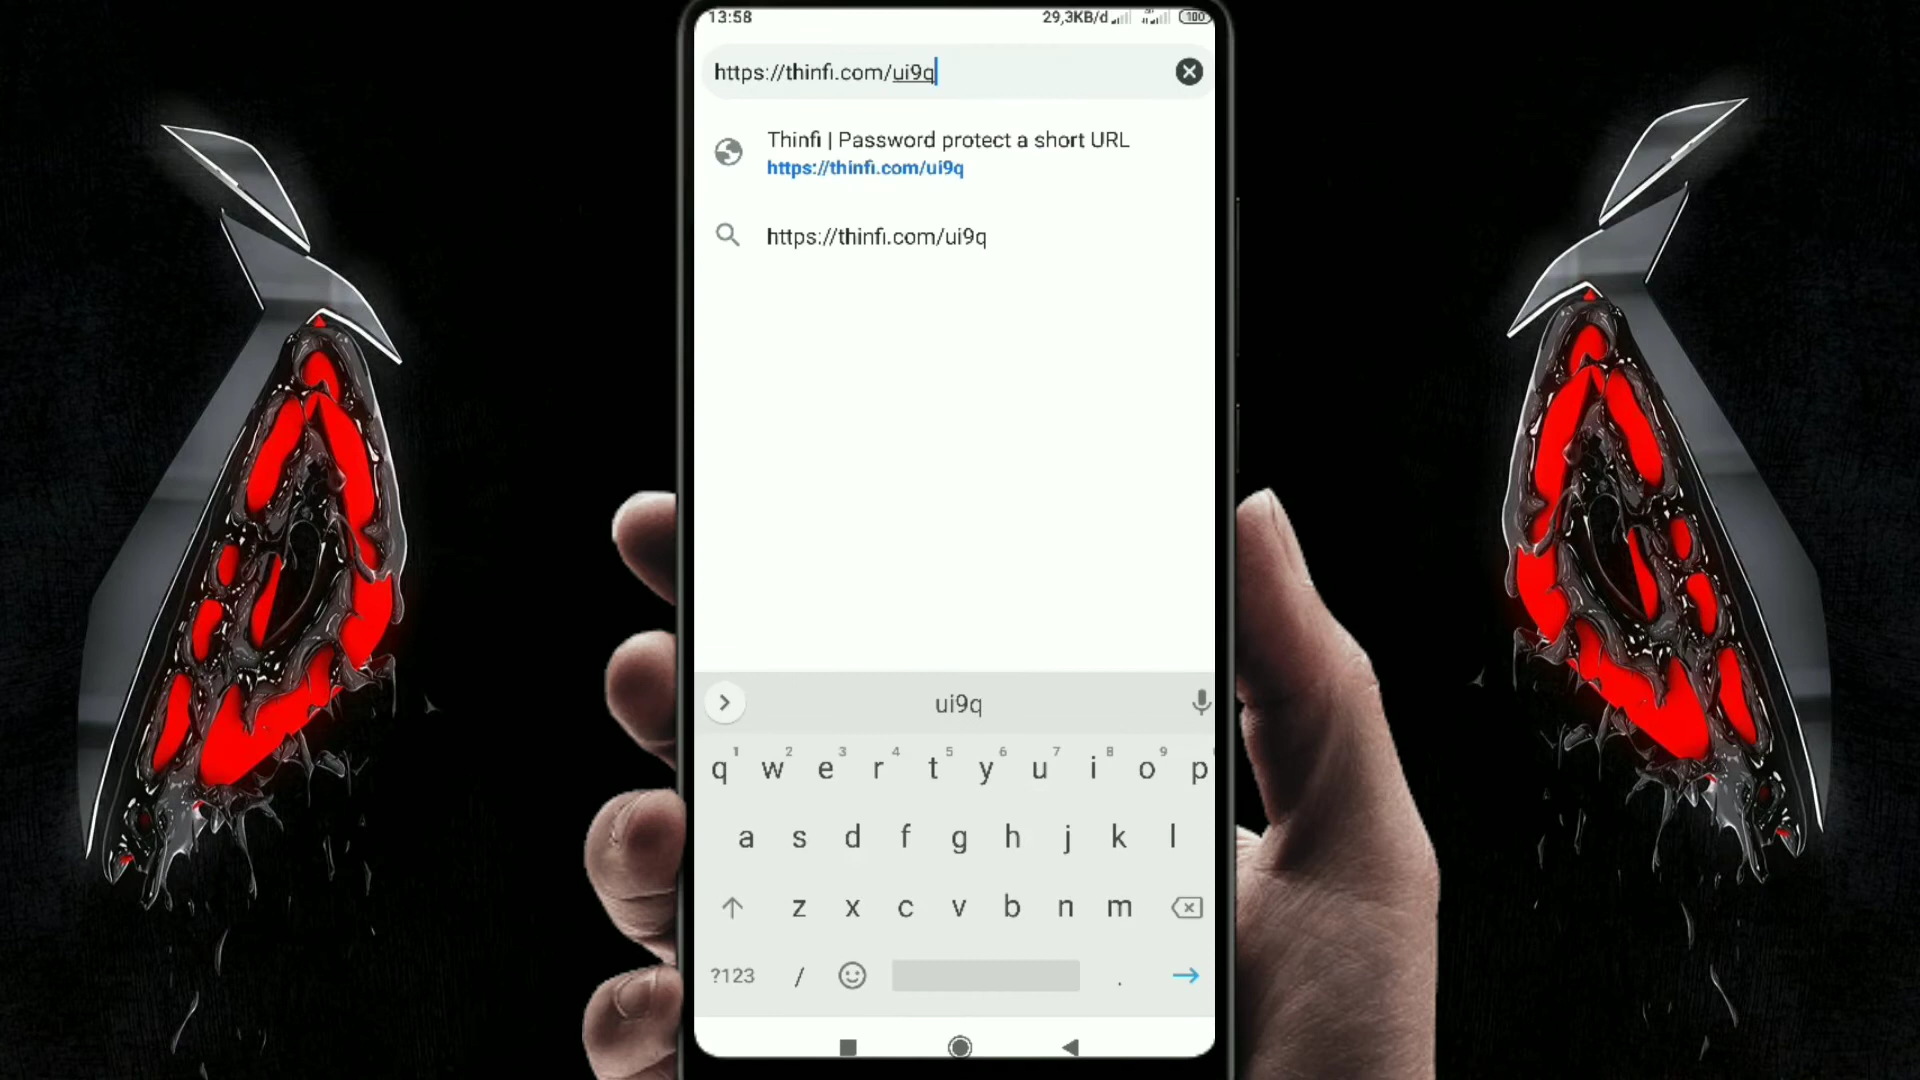 13:58
29,3KB/d
100
https://thinfi.com/ui9q
Thinfi | Password protect a short URL
https://thinfi.com/ui9q
https://thinfi.com/ui9q
ui9q
1 2 3 4 5 6 7 8 9
q w e r t y u i o p
a s d f g h j k l
z x c v b n m
?123 / .